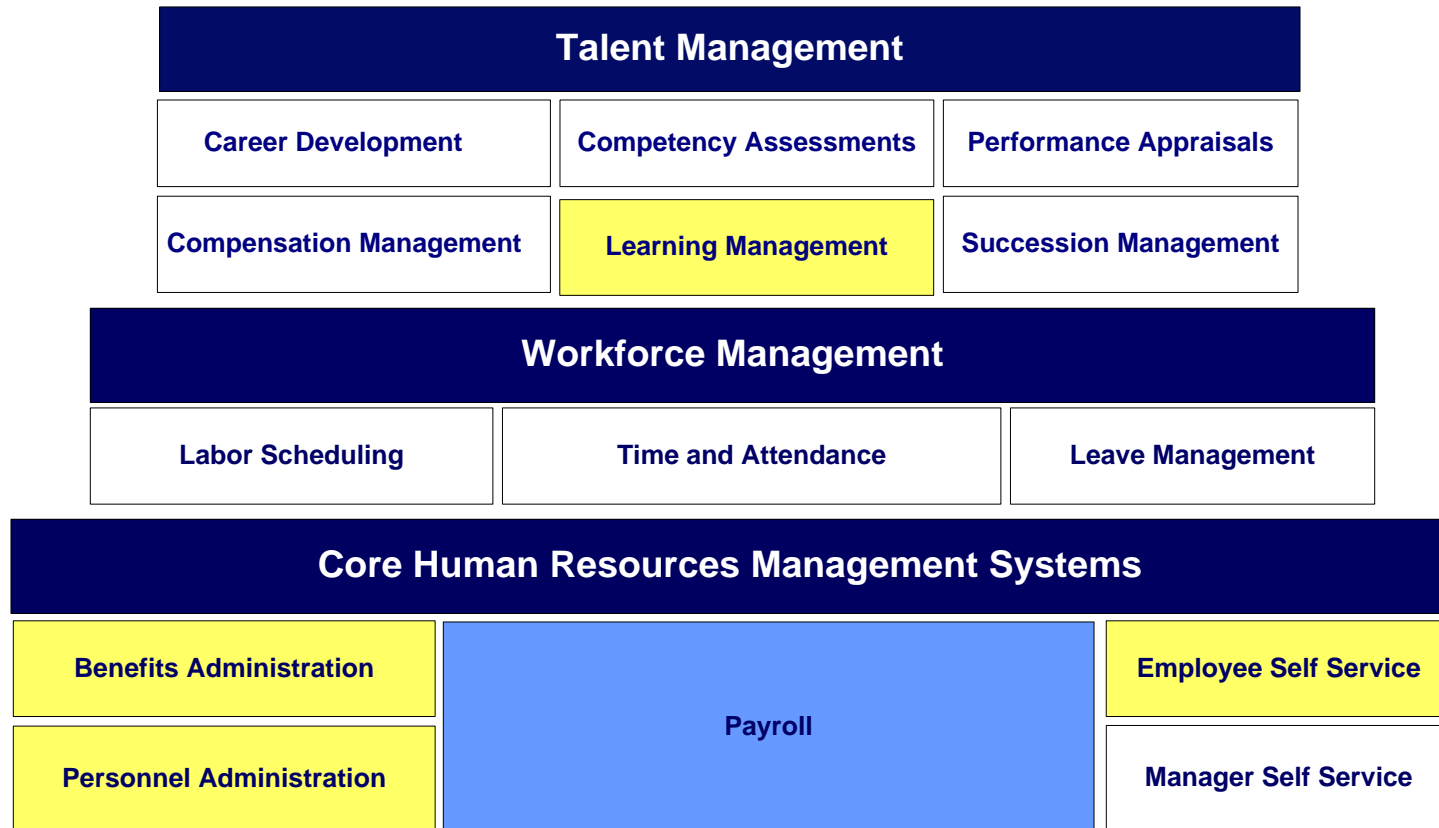 Talent Management
Career Development
Competency Assessments
Performance Appraisals
Compensation Management
Learning Management
Succession Management
Workforce Management
Labor Scheduling
Time and Attendance
Leave Management
Core Human Resources Management Systems
Benefits Administration
Employee Self Service
Payroll
Personnel Administration
Manager Self Service